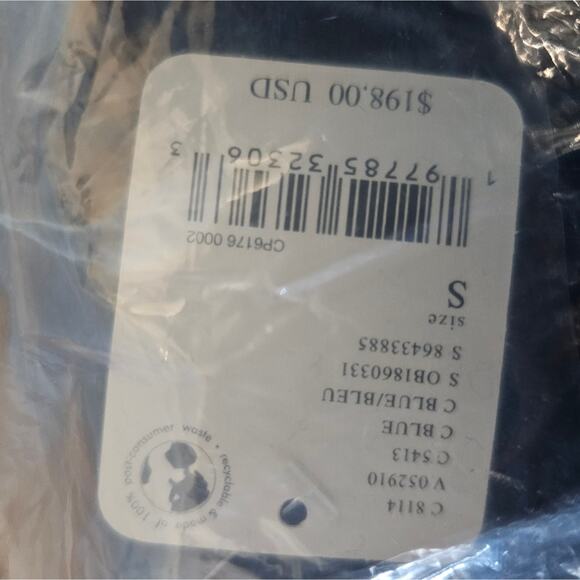 C 8114
V 052910
C 5413
C BLUE
C BLUE/BLEU
S OB1860331
S 86433885
size
S
recyclable & made of 100% post-consumer waste •
CP6176 0002
1 97785 32306 3
$198.00 USD